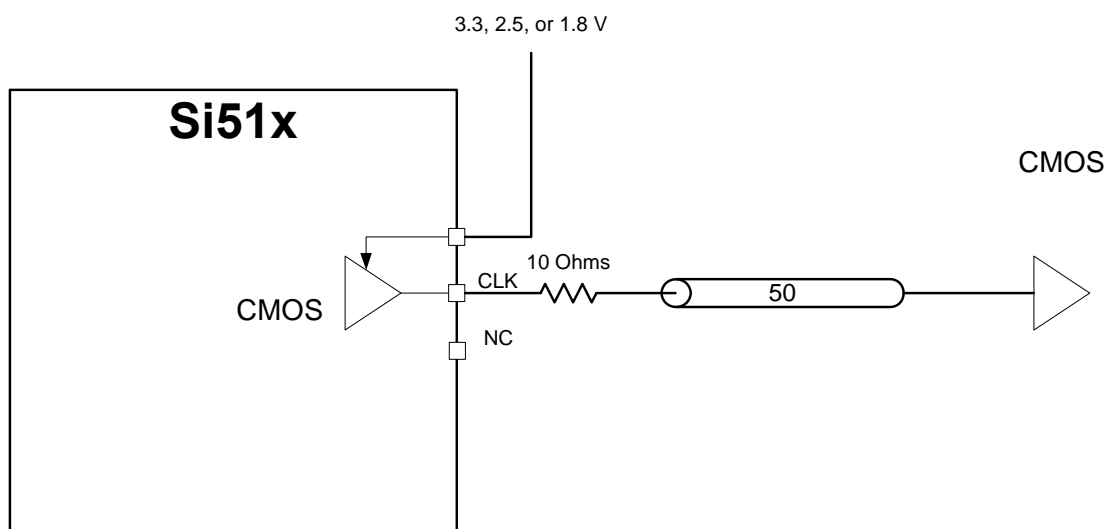 3.3, 2.5, or 1.8 V
Si51x
CMOS
10 Ohms
CLK
50
CMOS
NC